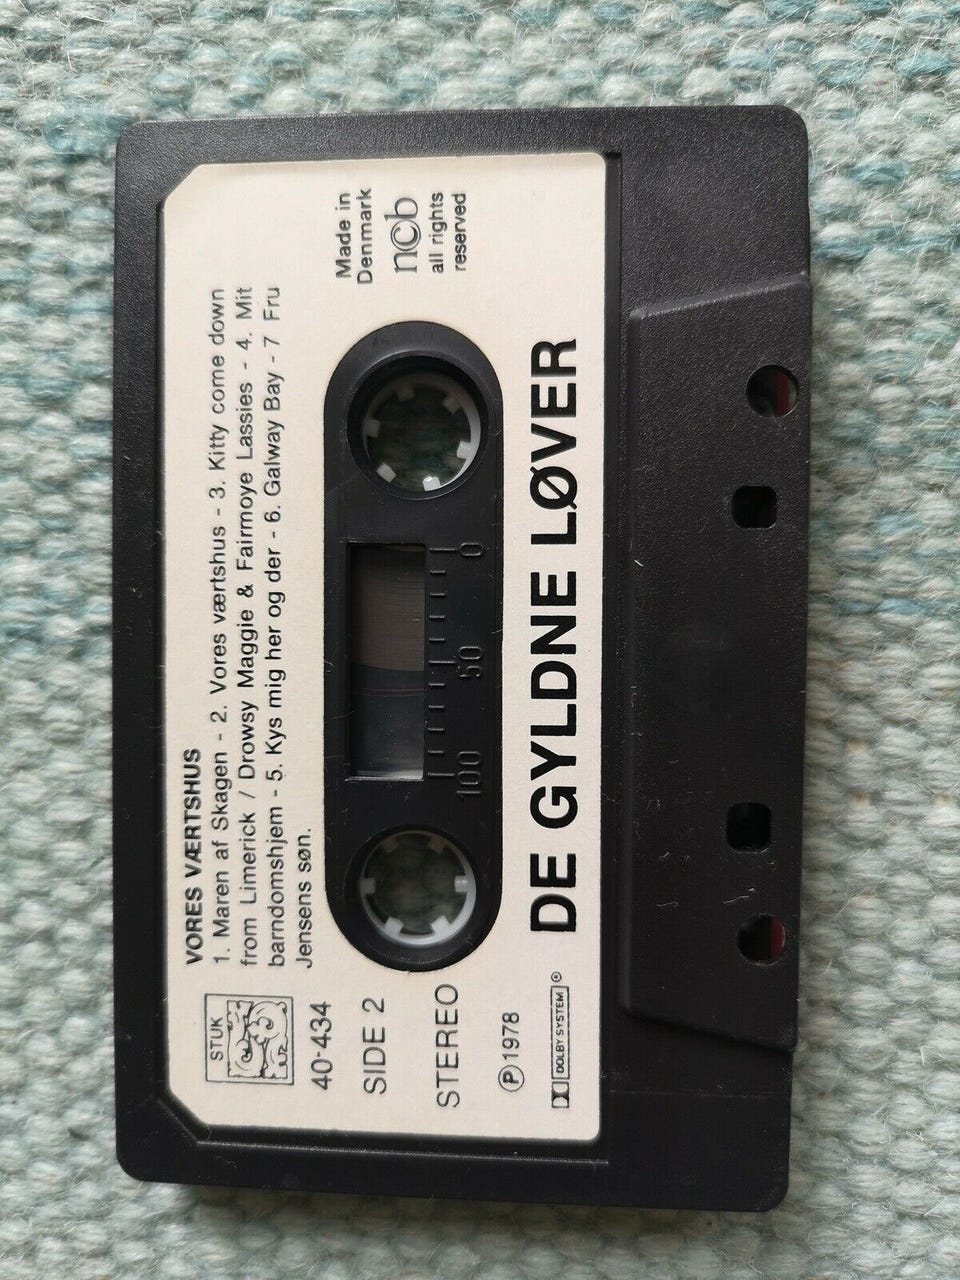 VORES VÆRTSHUS
1. Maren af Skagen - 2. Vores værtshus - 3. Kitty come down
from Limerick / Drowsy Maggie & Fairmoye Lassies - 4. Mit
barndomshjem - 5. Kys mig her og der - 6. Galway Bay - 7 Fru
Jensens søn.
STUK
40-434
SIDE 2
STEREO
Ⓟ 1978
DOLBY SYSTEM ®
Made in
Denmark
ncb
all rights
reserved
100 50 0
DE GYLDNE LØVER